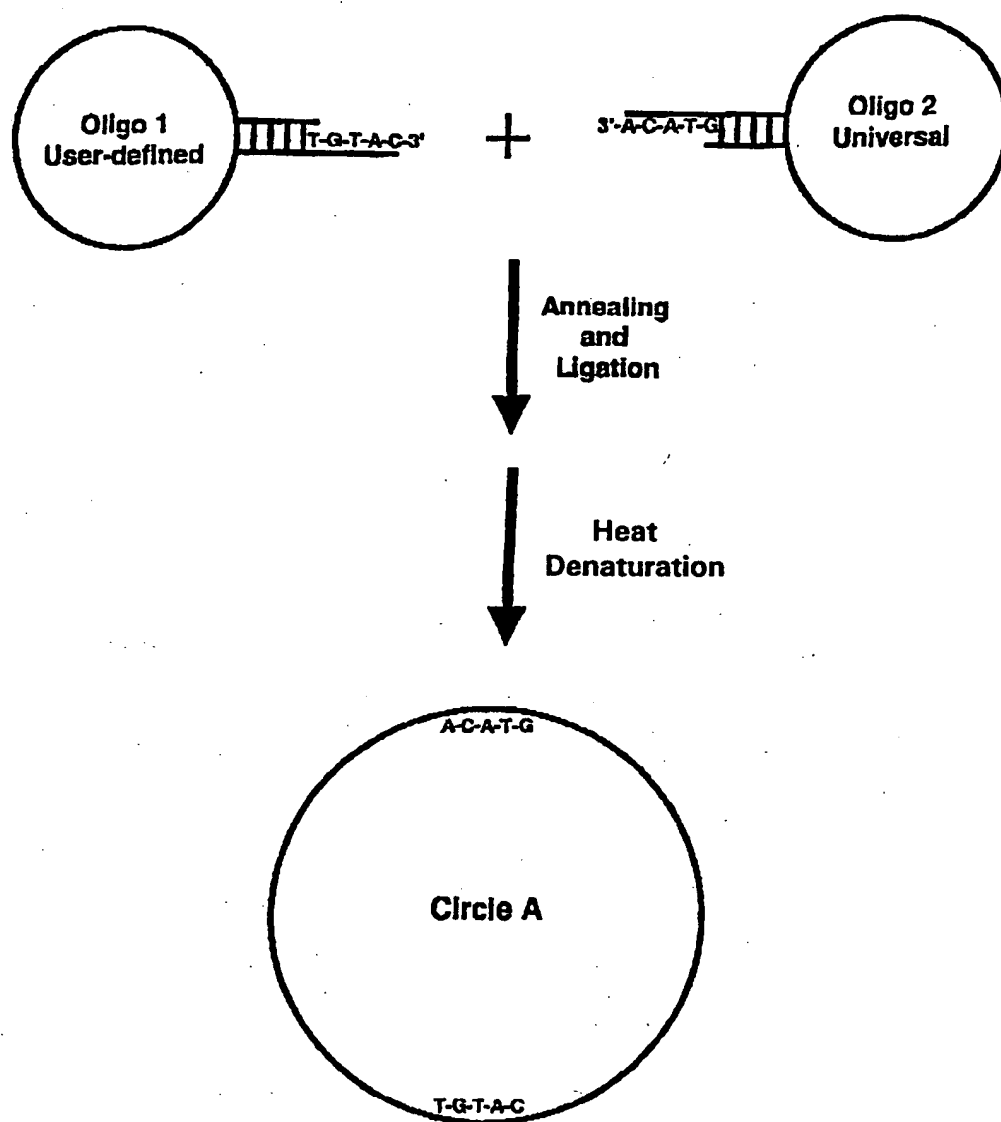 Oligo 1
User-defined
T-G-T-A-C-3'
+
3'-A-C-A-T-G
Oligo 2
Universal
Annealing
and
Ligation
Heat
Denaturation
A-C-A-T-G
Circle A
T-G-T-A-C